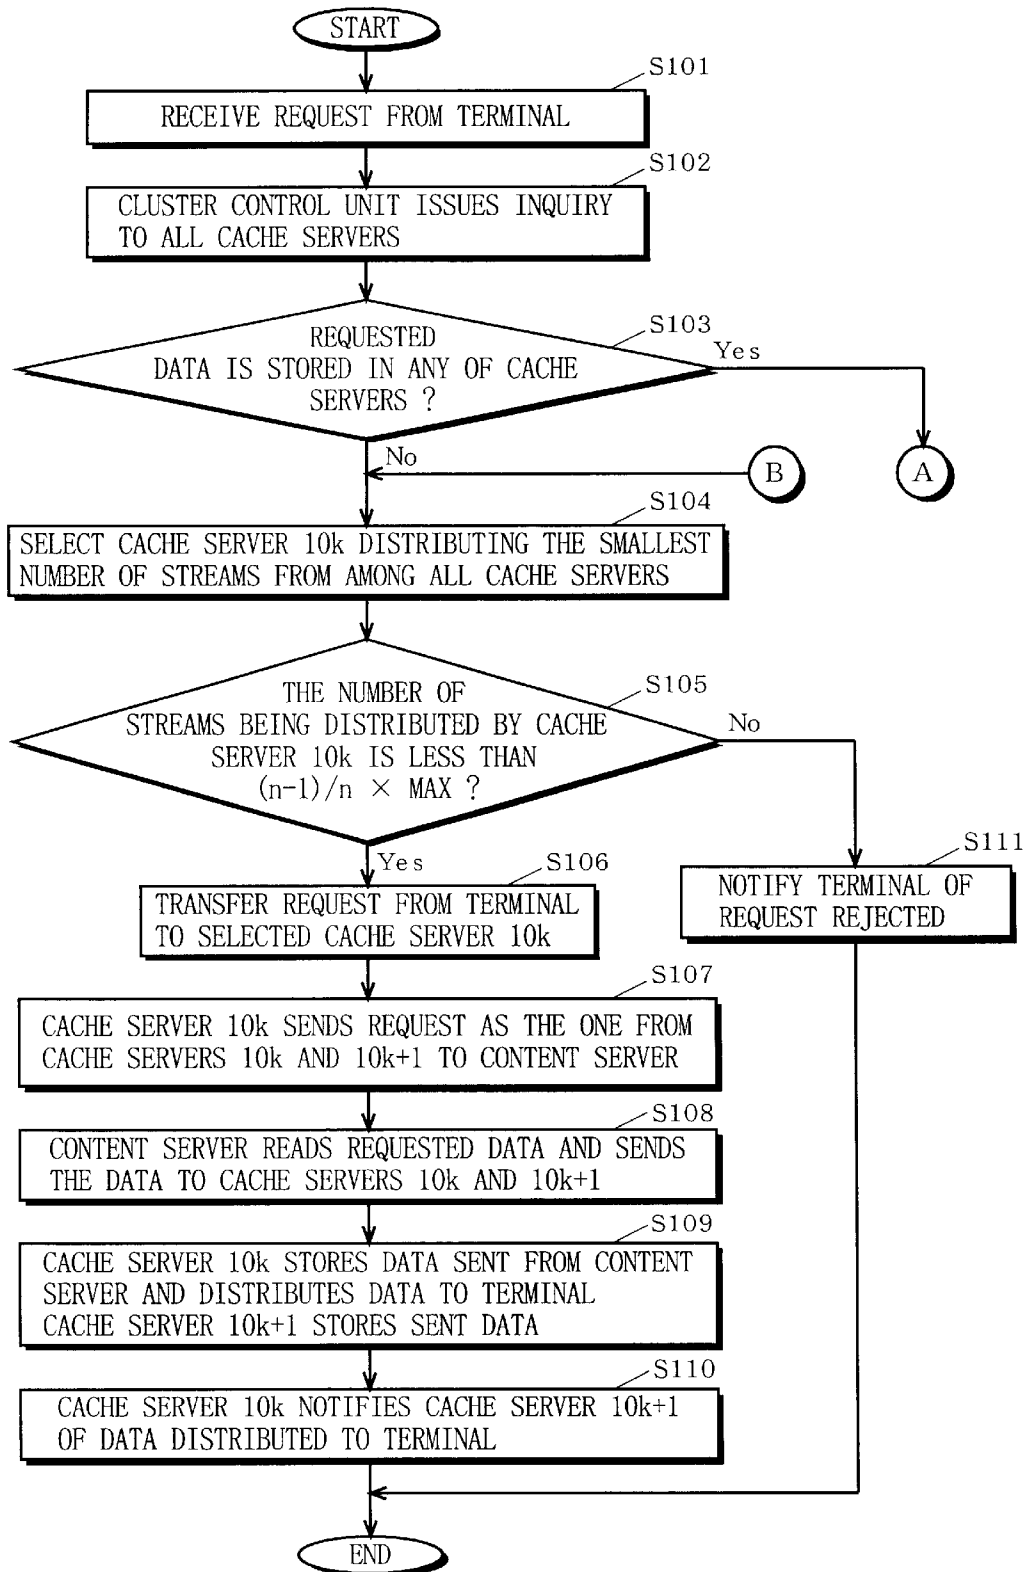 START
S101
RECEIVE REQUEST FROM TERMINAL
S102
CLUSTER CONTROL UNIT ISSUES INQUIRY
TO ALL CACHE SERVERS
S103
REQUESTED
DATA IS STORED IN ANY OF CACHE
SERVERS ?
Yes
No
B
A
S104
SELECT CACHE SERVER 10k DISTRIBUTING THE SMALLEST
NUMBER OF STREAMS FROM AMONG ALL CACHE SERVERS
S105
THE NUMBER OF
STREAMS BEING DISTRIBUTED BY CACHE
SERVER 10k IS LESS THAN
(n-1)/n × MAX ?
No
Yes
S106
TRANSFER REQUEST FROM TERMINAL
TO SELECTED CACHE SERVER 10k
S111
NOTIFY TERMINAL OF
REQUEST REJECTED
S107
CACHE SERVER 10k SENDS REQUEST AS THE ONE FROM
CACHE SERVERS 10k AND 10k+1 TO CONTENT SERVER
S108
CONTENT SERVER READS REQUESTED DATA AND SENDS
THE DATA TO CACHE SERVERS 10k AND 10k+1
S109
CACHE SERVER 10k STORES DATA SENT FROM CONTENT
SERVER AND DISTRIBUTES DATA TO TERMINAL
CACHE SERVER 10k+1 STORES SENT DATA
S110
CACHE SERVER 10k NOTIFIES CACHE SERVER 10k+1
OF DATA DISTRIBUTED TO TERMINAL
END